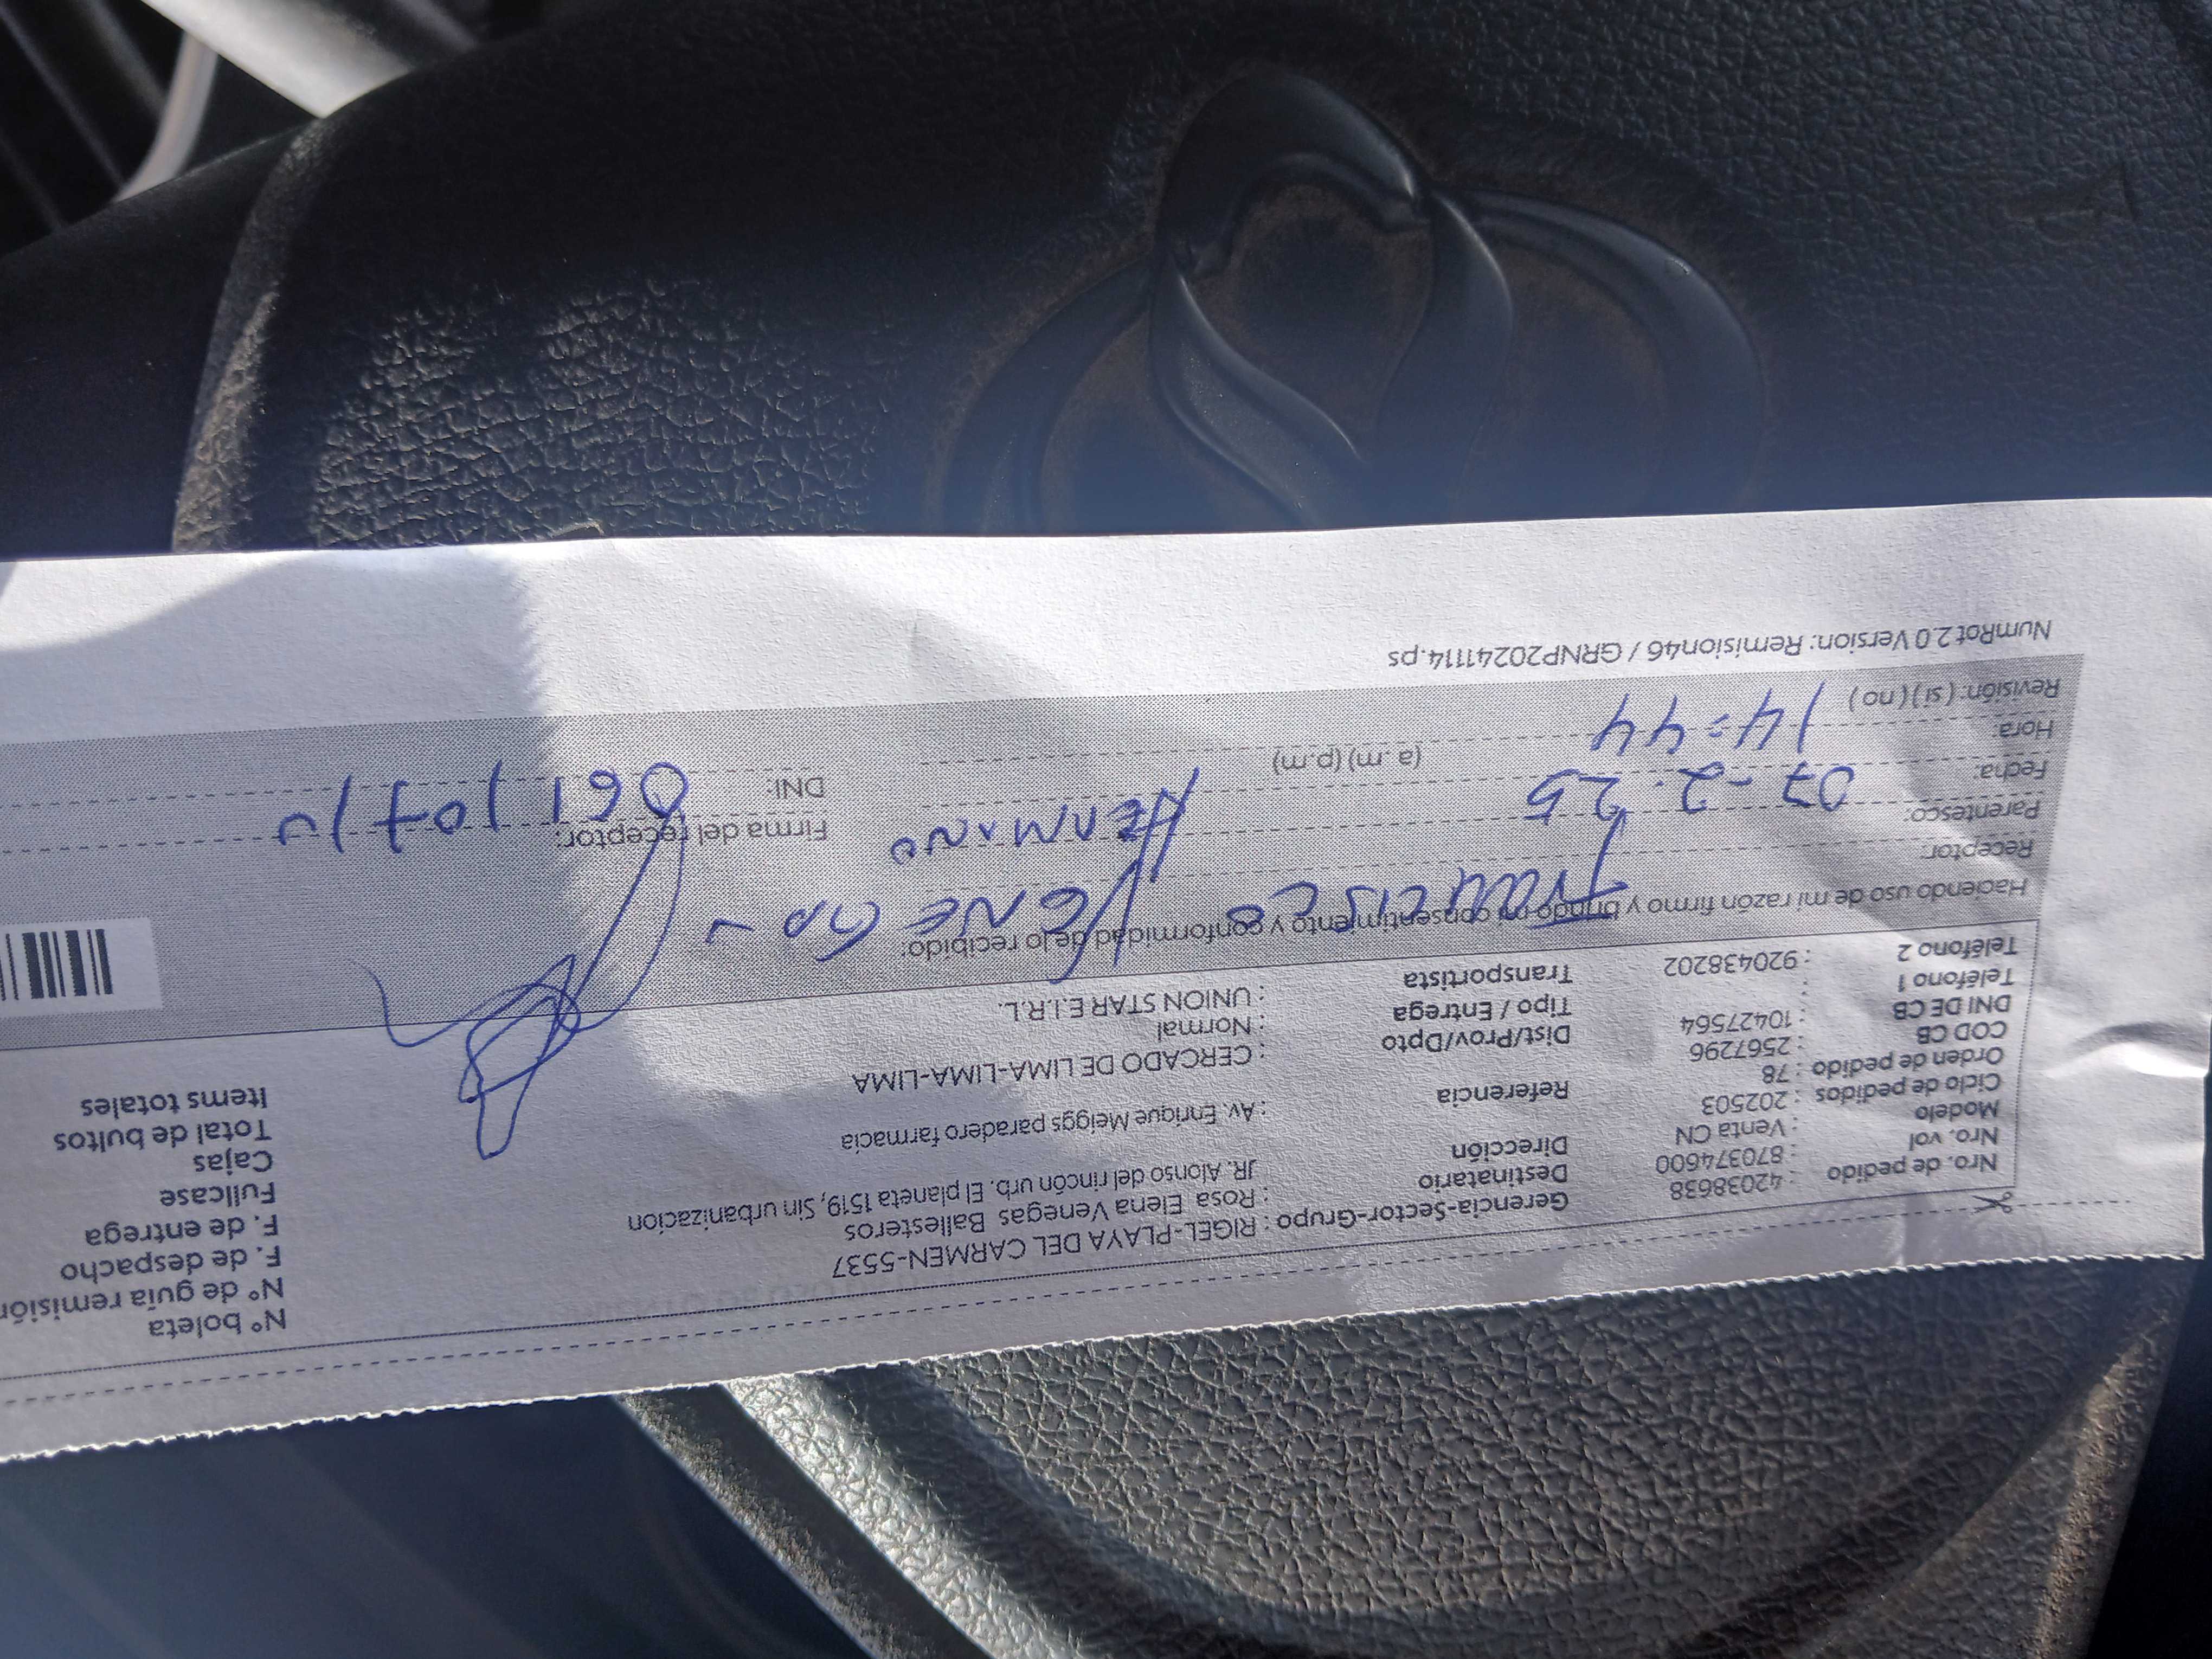 Nº boleta
Nº de guía remisión
F. de despacho
F. de entrega
Fullcase
Cajas
Total de bultos
Items totales
Gerencia-Sector-Grupo : RIGEL-PLAYA DEL CARMEN-5537
Destinatario : Rosa Elena Venegas Ballesteros
Dirección JR. Alonso del rincón urb. El planeta 1519, Sin urbanizacion
Referencia : Av. Enrique Meiggs paradero farmacia
Dist/Prov/Dpto : CERCADO DE LIMA-LIMA-LIMA
Tipo / Entrega : Normal
Transportista : UNION STAR E.I.R.L.
Nro. de pedido : 42038638
Nro. vol : 870374600
Modelo : Venta CN
Ciclo de pedidos : 202503
Orden de pedido : 78
COD CB : 2567296
DNI DE CB : 10427564
Teléfono 1 :
Teléfono 2 : 920438202
Haciendo uso de mi razón firmo y brindo mi consentimiento y conformidad de lo recibido:
Receptor: Francisco VENEGAS
Parentesco: HERMANO
Firma del receptor:
Fecha: 07-2-25
DNI:
Hora: 14:44 (a.m) (p.m)
Revisión: (si) (no)
NumRot 2.0 Version: Remision46 / GRNP20241114.ps